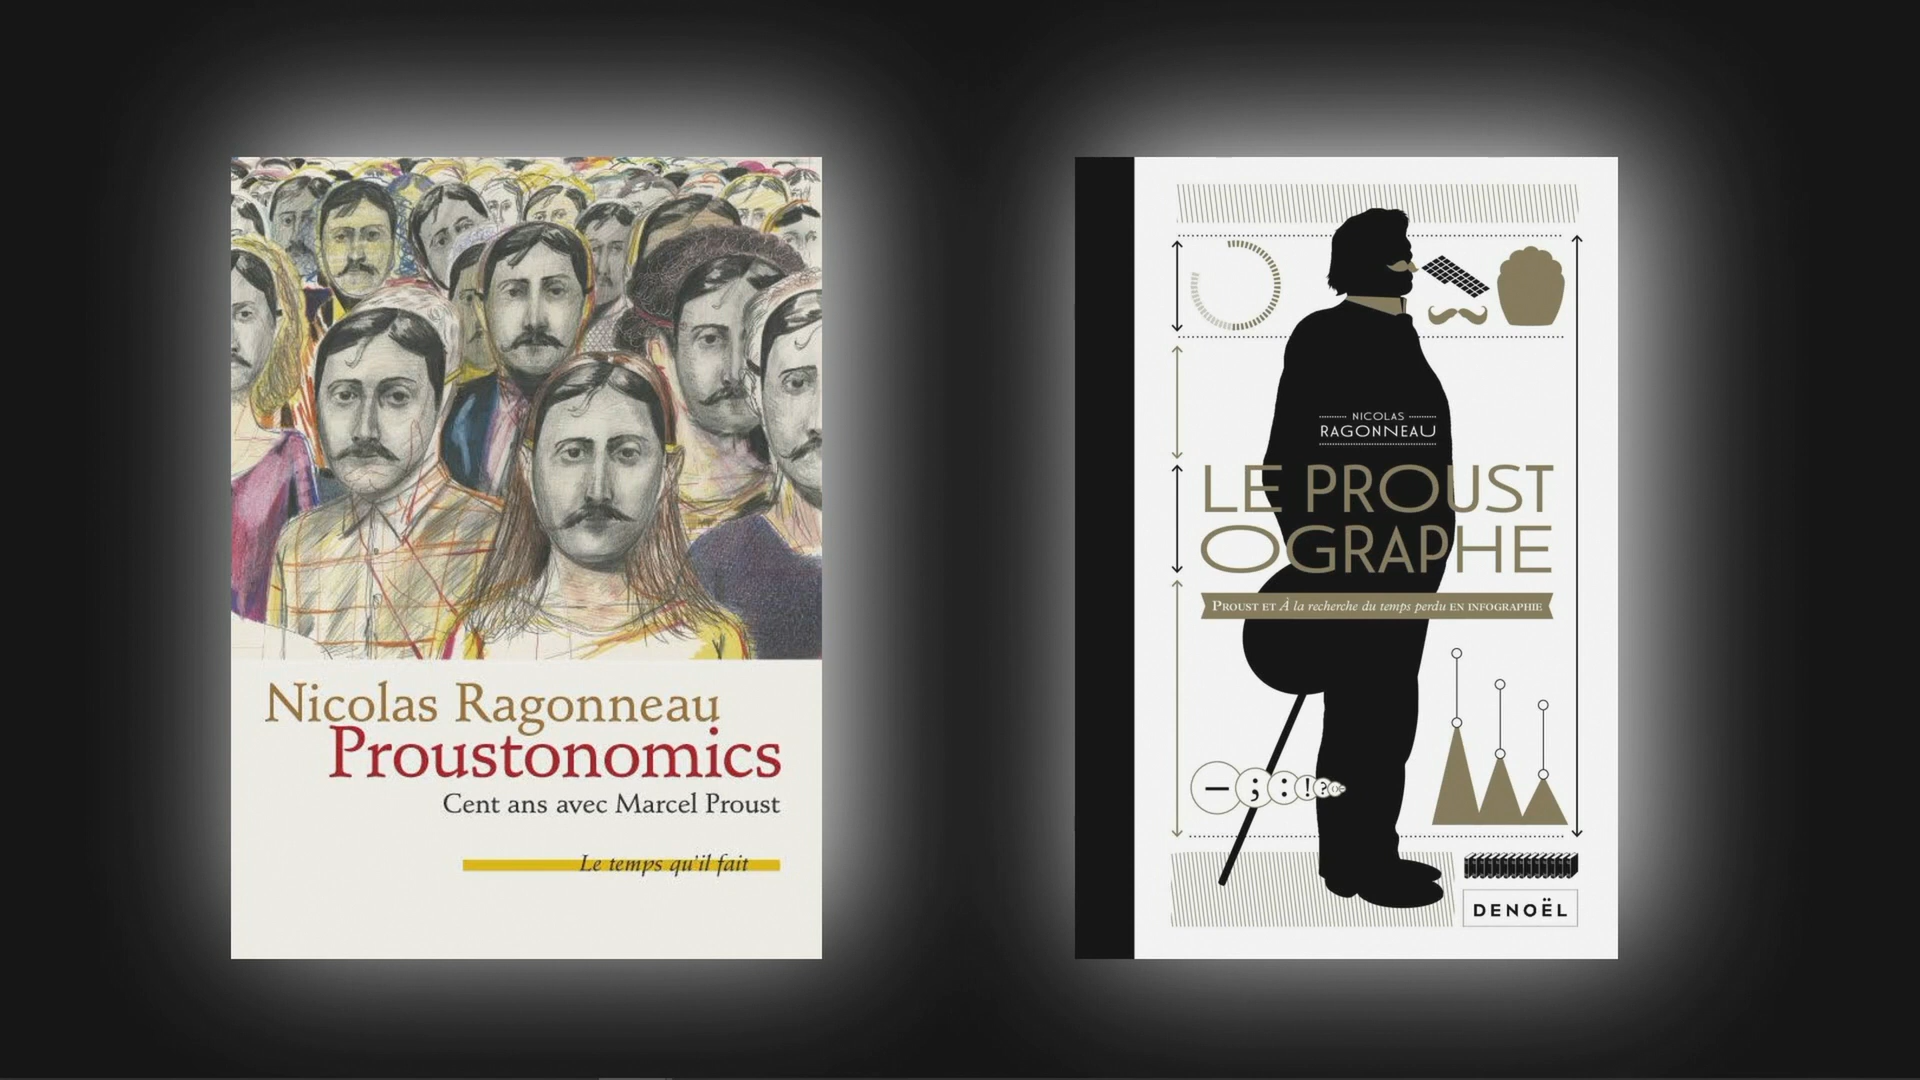 Nicolas Ragonneau
Proustonomics
Cent ans avec Marcel Proust
Le temps qu'il fait
NICOLAS
RAGONNEAU
LE PROUST
OGRAPHE
PROUST ET À la recherche du temps perdu EN INFOGRAPHIE
— ; : ! ?
DENOËL